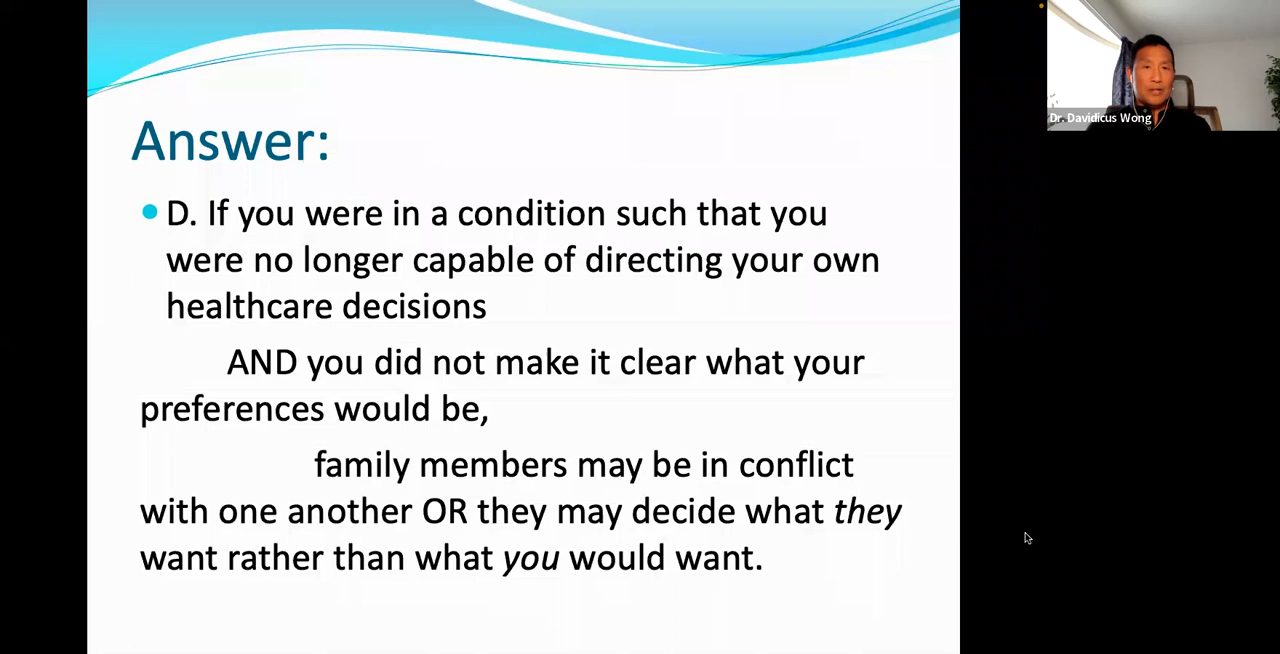 Answer:
• D. If you were in a condition such that you
were no longer capable of directing your own
healthcare decisions
AND you did not make it clear what your
preferences would be,
family members may be in conflict
with one another OR they may decide what they
want rather than what you would want.
Dr. Davidicus Wong